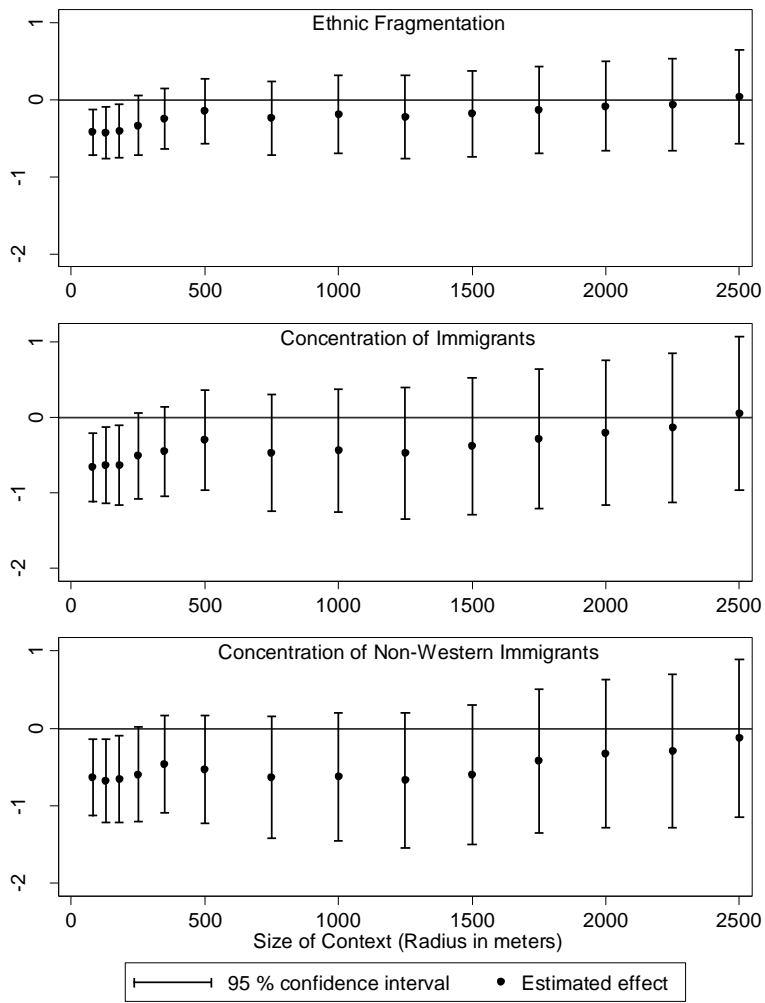 Ethnic Fragmentation
1
0
-1
-2
0 500 1000 1500 2000 2500
Concentration of Immigrants
1
0
-1
-2
0 500 1000 1500 2000 2500
Concentration of Non-Western Immigrants
1
0
-1
-2
0 500 1000 1500 2000 2500
Size of Context (Radius in meters)
95 % confidence interval Estimated effect